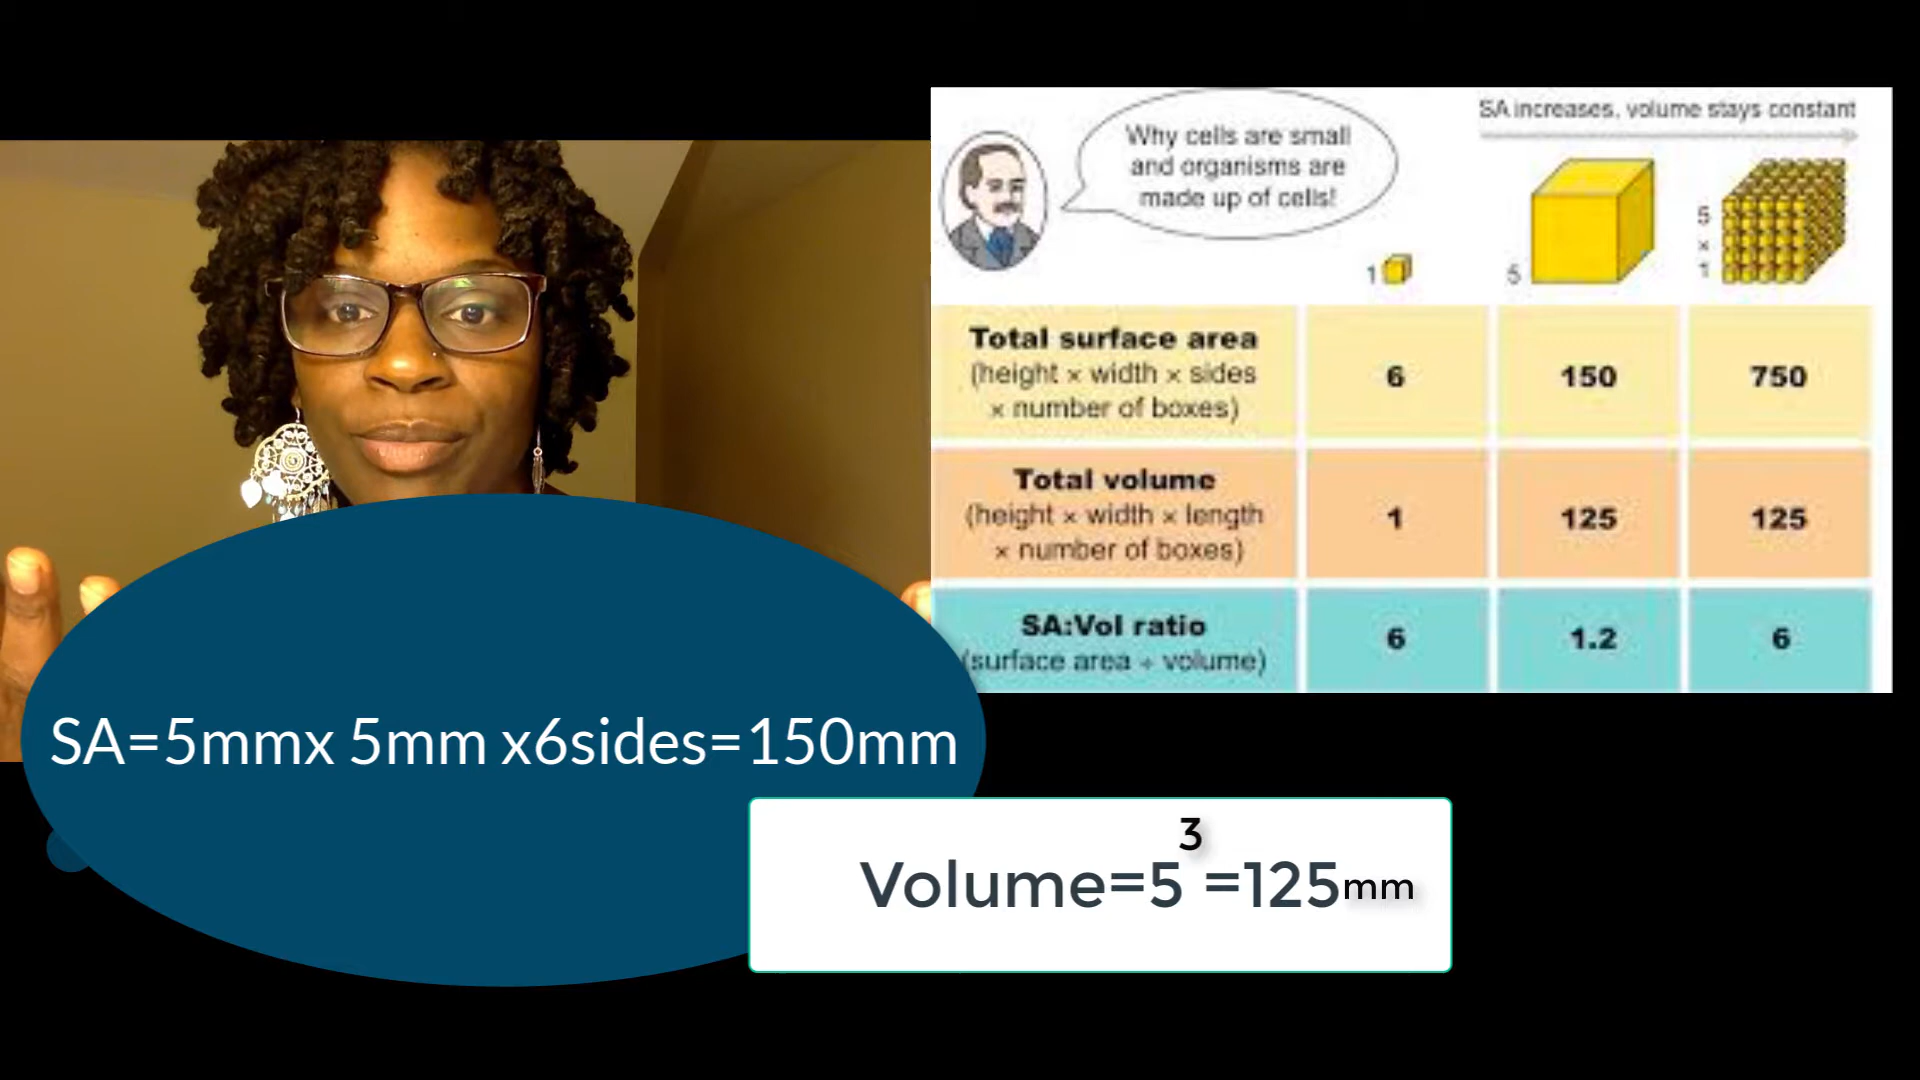 Why cells are small
and organisms are
made up of cells!
SA increases, volume stays constant
1
5
5
x
1
Total surface area
(height × width × sides
× number of boxes)
6
150
750
Total volume
(height × width × length
× number of boxes)
1
125
125
SA:Vol ratio
(surface area ÷ volume)
6
1.2
6
SA=5mmx 5mm x6sides=150mm
3
Volume=5 =125mm